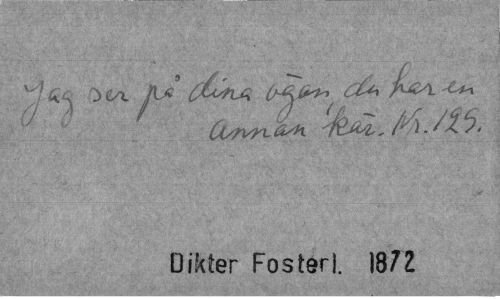 Jag ser på dina ögon, du har en
annan kär. Nr. 125.
Dikter Fosterl. 1872